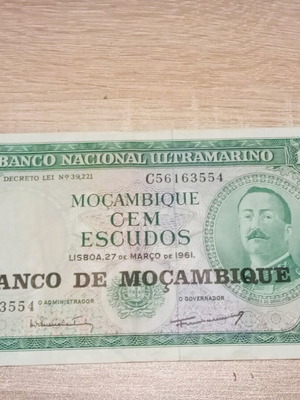 BANCO NACIONAL ULTRAMARINO
DECRETO LEI Nº 39,221
C56163554
MOÇAMBIQUE
CEM
ESCUDOS
LISBOA, 27 DE MARÇO DE 1961.
ANCO DE MOÇAMBIQUE
3554
O ADMINISTRADOR
O GOVERNADOR